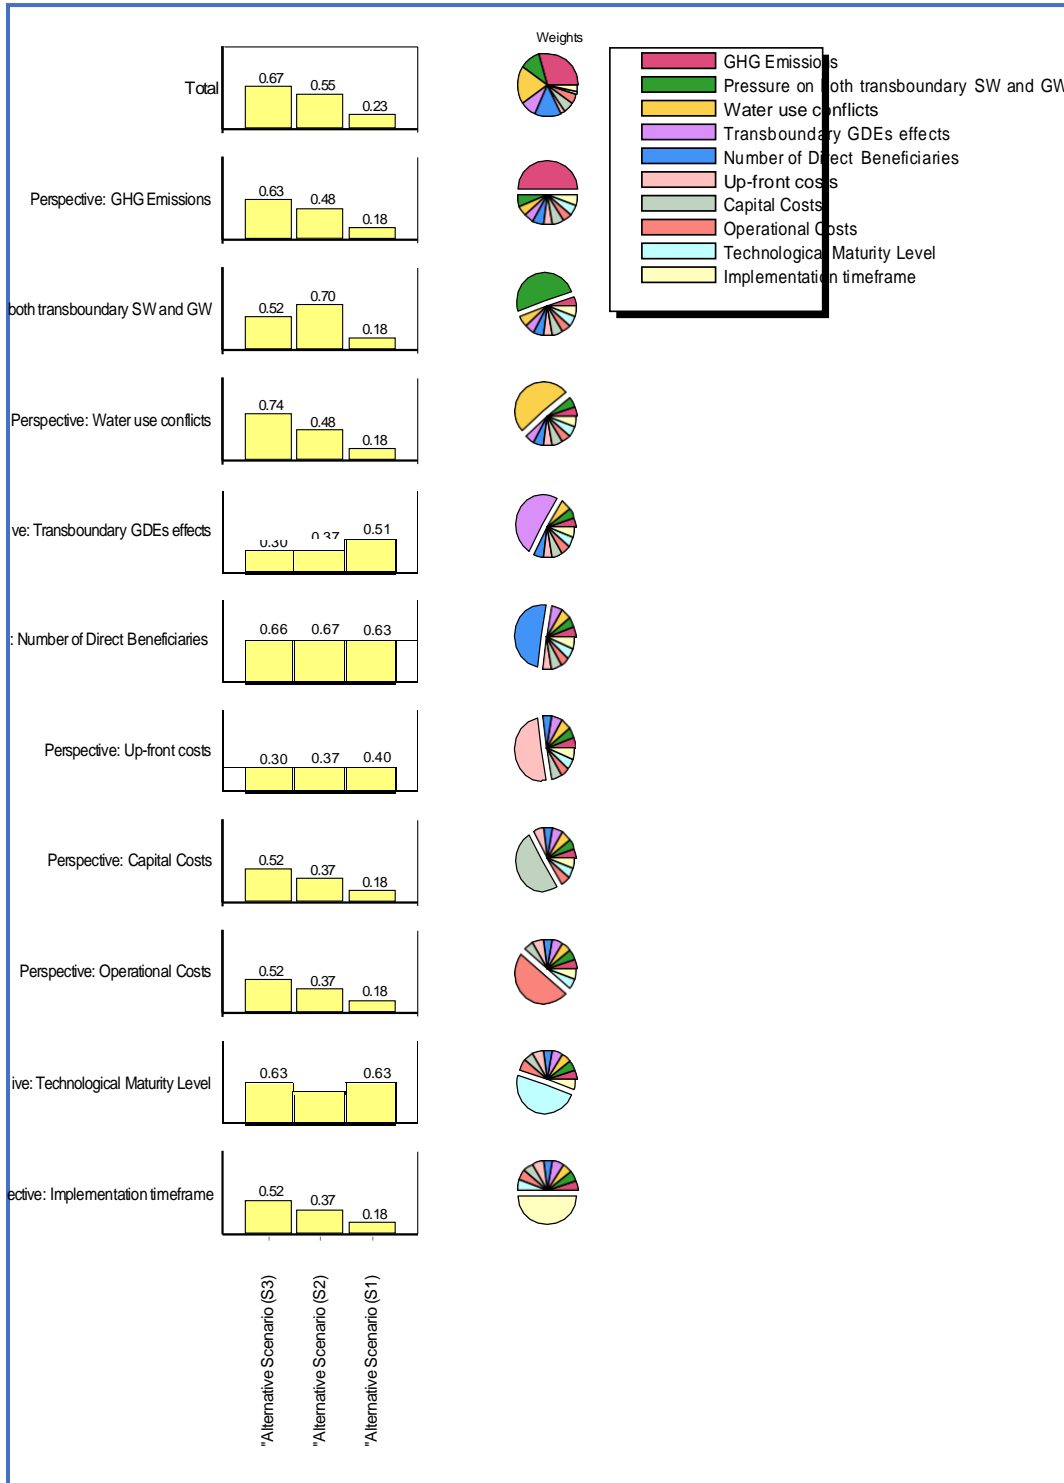 Weights
GHG Emissions
Pressure on both transboundary SW and GW
Water use conflicts
Transboundary GDEs effects
Number of Direct Beneficiaries
Up-front costs
Capital Costs
Operational Costs
Technological Maturity Level
Implementation timeframe
Total
0.67 0.55 0.23
Perspective: GHG Emissions
0.63 0.48 0.18
both transboundary SW and GW
0.52 0.70 0.18
Perspective: Water use conflicts
0.74 0.48 0.18
ve: Transboundary GDEs effects
0.30 0.37 0.51
: Number of Direct Beneficiaries
0.66 0.67 0.63
Perspective: Up-front costs
0.30 0.37 0.40
Perspective: Capital Costs
0.52 0.37 0.18
Perspective: Operational Costs
0.52 0.37 0.18
ive: Technological Maturity Level
0.63 0.63
ective: Implementation timeframe
0.52 0.37 0.18
"Alternative Scenario (S3)
"Alternative Scenario (S2)
"Alternative Scenario (S1)